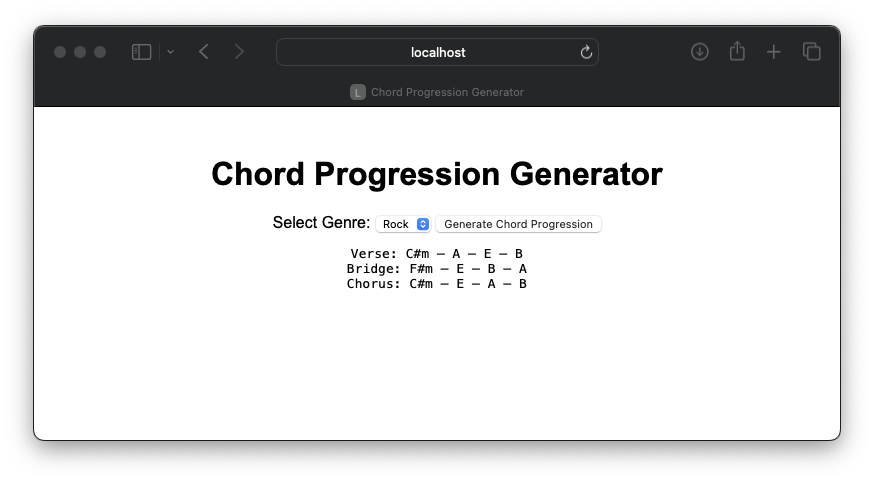 localhost
L Chord Progression Generator
Chord Progression Generator
Select Genre: Rock Generate Chord Progression
Verse: C#m – A – E – B
Bridge: F#m – E – B – A
Chorus: C#m – E – A – B